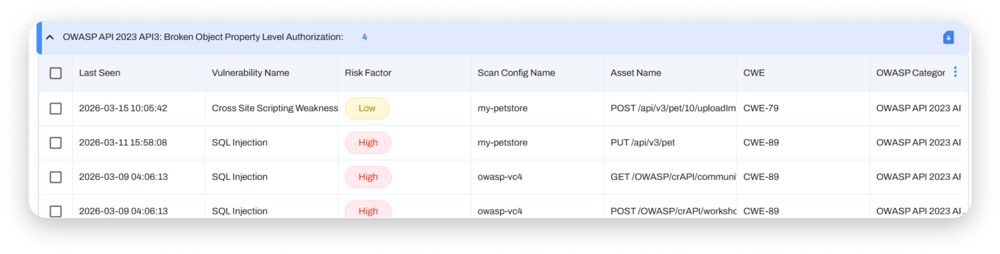 OWASP API 2023 API3: Broken Object Property Level Authorization: 4
Last Seen Vulnerability Name Risk Factor Scan Config Name Asset Name CWE OWASP Categor
2026-03-15 10:05:42 Cross Site Scripting Weakness Low my-petstore POST /api/v3/pet/10/uploadIm CWE-79 OWASP API 2023 AP
2026-03-11 15:58:08 SQL Injection High my-petstore PUT /api/v3/pet CWE-89 OWASP API 2023 AP
2026-03-09 04:06:13 SQL Injection High owasp-vc4 GET /OWASP/crAPI/communi CWE-89 OWASP API 2023 AP
2026-03-09 04:06:13 SQL Injection High owasp-vc4 POST /OWASP/crAPI/worksho CWE-89 OWASP API 2023 AP